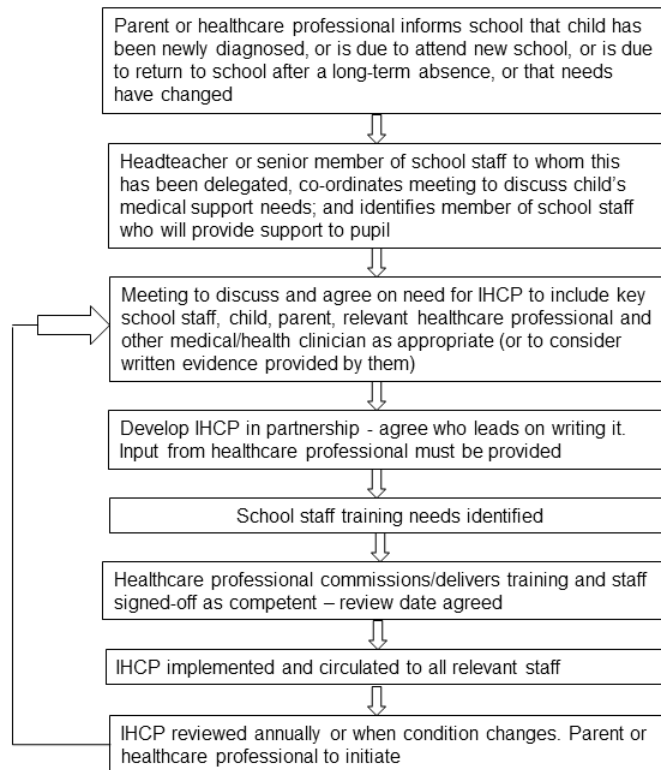 Parent or healthcare professional informs school that child has
been newly diagnosed, or is due to attend new school, or is due
to return to school after a long-term absence, or that needs
have changed
Headteacher or senior member of school staff to whom this
has been delegated, co-ordinates meeting to discuss child's
medical support needs; and identifies member of school staff
who will provide support to pupil
Meeting to discuss and agree on need for IHCP to include key
school staff, child, parent, relevant healthcare professional and
other medical/health clinician as appropriate (or to consider
written evidence provided by them)
Develop IHCP in partnership - agree who leads on writing it.
Input from healthcare professional must be provided
School staff training needs identified
Healthcare professional commissions/delivers training and staff
signed-off as competent – review date agreed
IHCP implemented and circulated to all relevant staff
IHCP reviewed annually or when condition changes. Parent or
healthcare professional to initiate